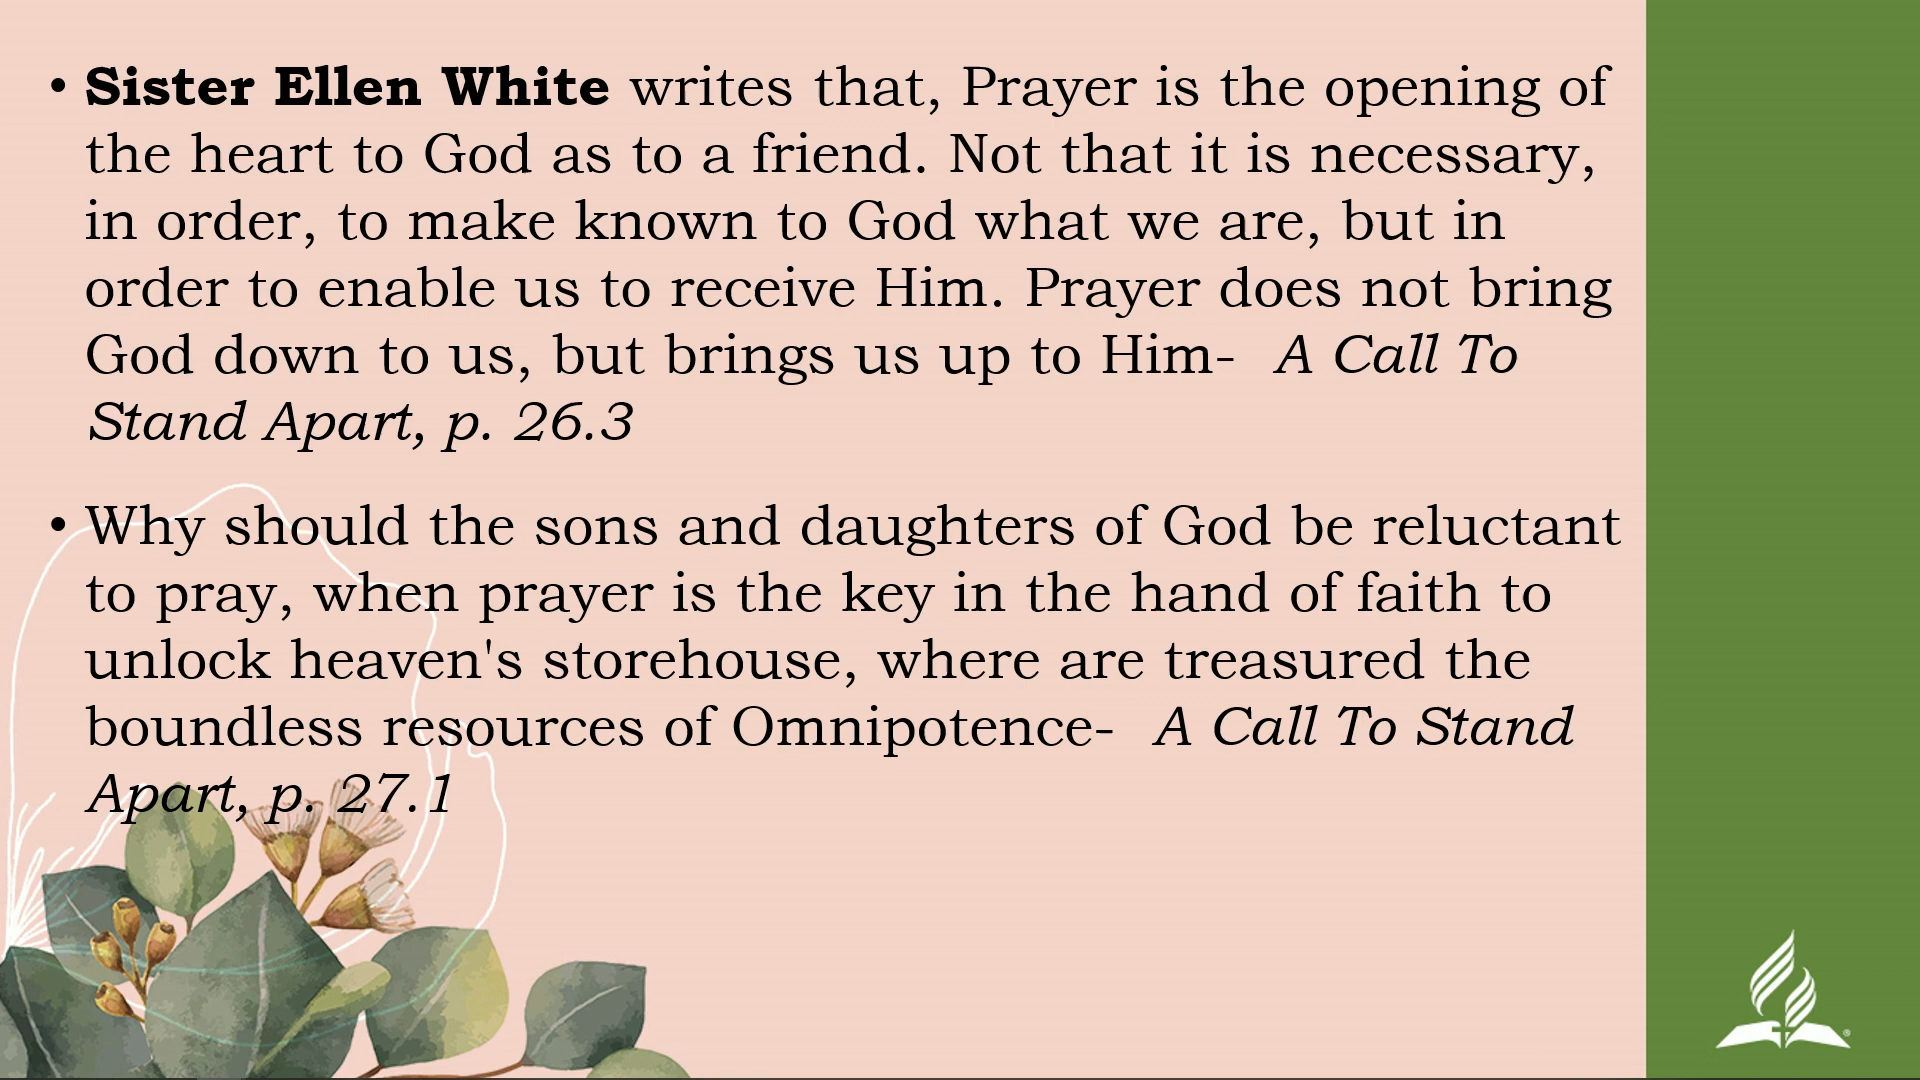 • Sister Ellen White writes that, Prayer is the opening of
the heart to God as to a friend. Not that it is necessary,
in order, to make known to God what we are, but in
order to enable us to receive Him. Prayer does not bring
God down to us, but brings us up to Him-  A Call To
Stand Apart, p. 26.3
• Why should the sons and daughters of God be reluctant
to pray, when prayer is the key in the hand of faith to
unlock heaven's storehouse, where are treasured the
boundless resources of Omnipotence-  A Call To Stand
Apart, p. 27.1